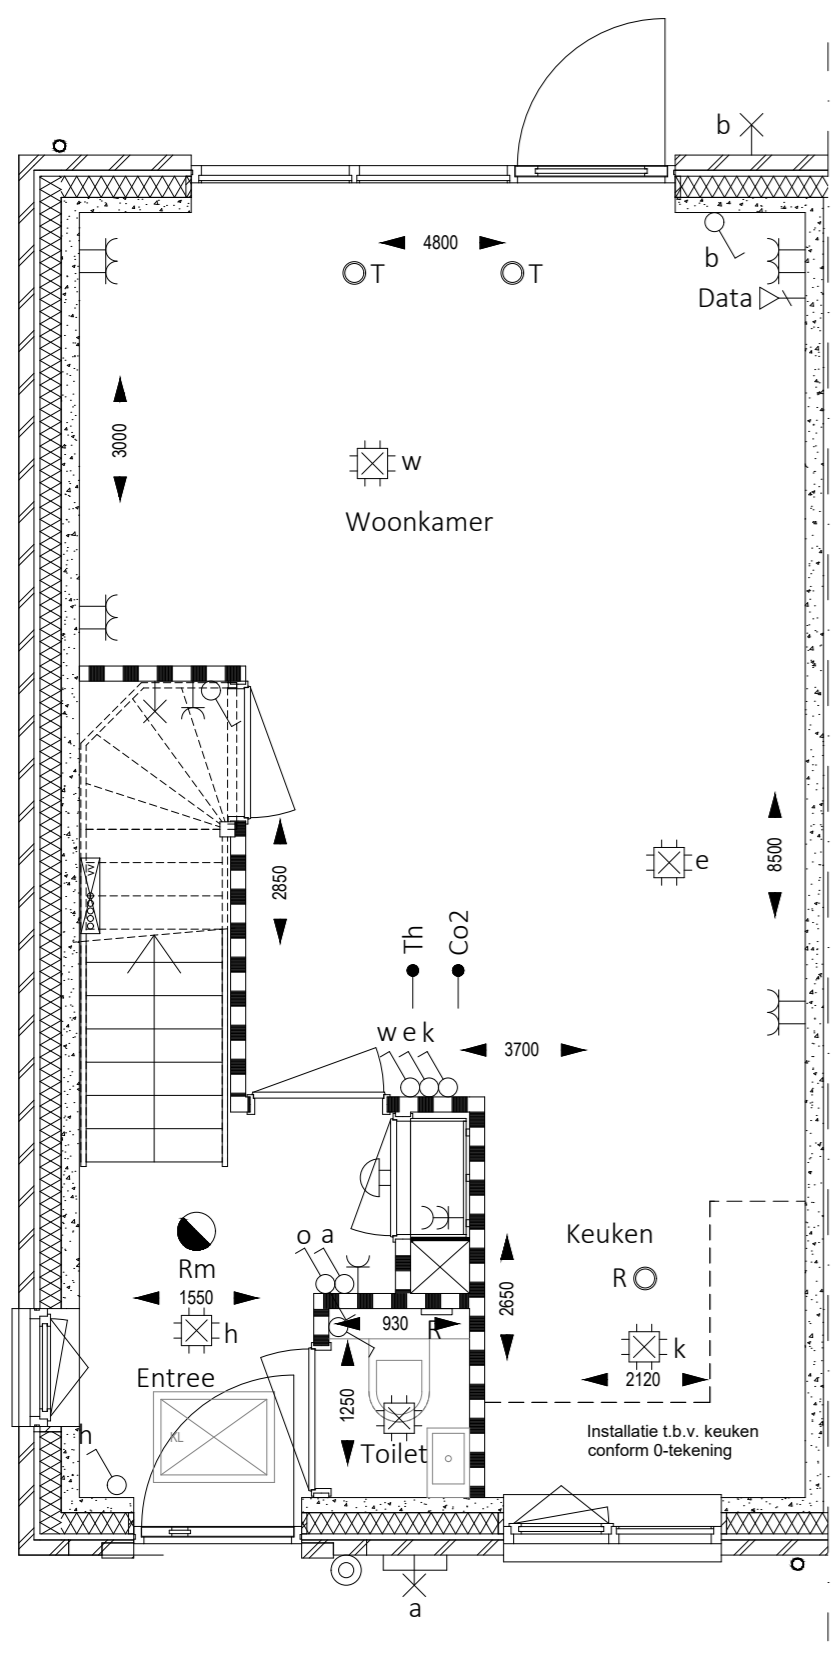 b
4800
T
T
b
Data
3000
w
Woonkamer
e
8500
2850
Th
Co2
w e k
3700
o a
Keuken
R
Rm
1550
2650
930
R
h
k
2120
Entree
1250
KL
Installatie t.b.v. keuken
conform 0-tekening
Toilet
h
a